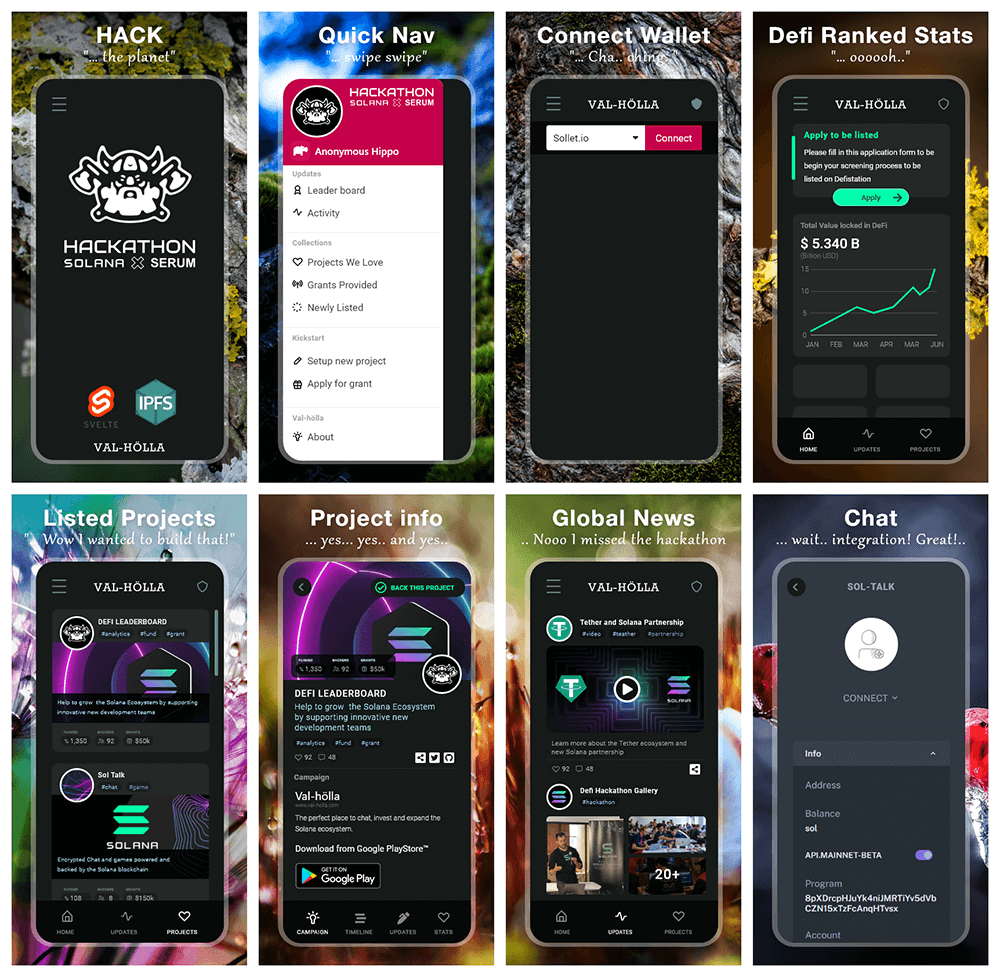 HACK
"... the planet"
HACKATHON
SOLANA X SERUM
SVELTE
IPFS
VAL-HÖLLA
Quick Nav
"... swipe swipe"
HACKATHON
SOLANA X SERUM
Anonymous Hippo
Updates
Leader board
Activity
Collections
Projects We Love
Grants Provided
Newly Listed
Kickstart
Setup new project
Apply for grant
Val-hölla
About
Connect Wallet
"... Cha.. ching."
VAL-HÖLLA
Sollet.io
Connect
Defi Ranked Stats
"... oooooh.."
VAL-HÖLLA
Apply to be listed
Please fill in this application form to be
begin your screening process to be
listed on Defistation
Apply
Total Value locked in DeFi
$ 5.340 B
(Billion USD)
15
10
5
0
JAN FEB MAR APR MAR JUN
HOME UPDATES PROJECTS
Listed Projects
".. Wow I wanted to build that!"
VAL-HÖLLA
DEFI LEADERBOARD
#analytics #fund #grant
Help to grow the Solana Ecosystem by supporting
innovative new development teams
FUNDED BACKERS GRANTS
1,350 92 $50k
Sol Talk
#chat #game
SOLANA
Encrypted Chat and games powered and
backed by the Solana blockchain
FUNDED BACKERS GRANTS
108 8 $150k
HOME UPDATES PROJECTS
Project info
... yes... yes.. and yes..
BACK THIS PROJECT
FUNDED BACKERS GRANTS
1,350 92 $50k
DEFI LEADERBOARD
Help to grow the Solana Ecosystem
by supporting innovative new
development teams
#analytics #fund #grant
92 48
Campaign
Val-hölla
www.val-holla.com
The perfect place to chat, invest and expand the
Solana ecosystem.
Download from Google PlayStore™
GET IT ON
Google Play
CAMPAIGN TIMELINE UPDATES STATS
Global News
.. Nooo I missed the hackathon
VAL-HÖLLA
Tether and Solana Partnership
#video #teather #partnership
SOLANA
Learn more about the Tether ecosystem and
new Solana partnership
92 48
Defi Hackathon Gallery
#hackathon
20+
HOME UPDATES PROJECTS
Chat
... wait.. integration! Great!..
SOL-TALK
CONNECT
Info
Address
Balance
sol
API.MAINNET-BETA
Program
8pXDrcpHJuYk4niJMRTiYv5dVb
CZN15xTzFcAnqHTvsx
Account